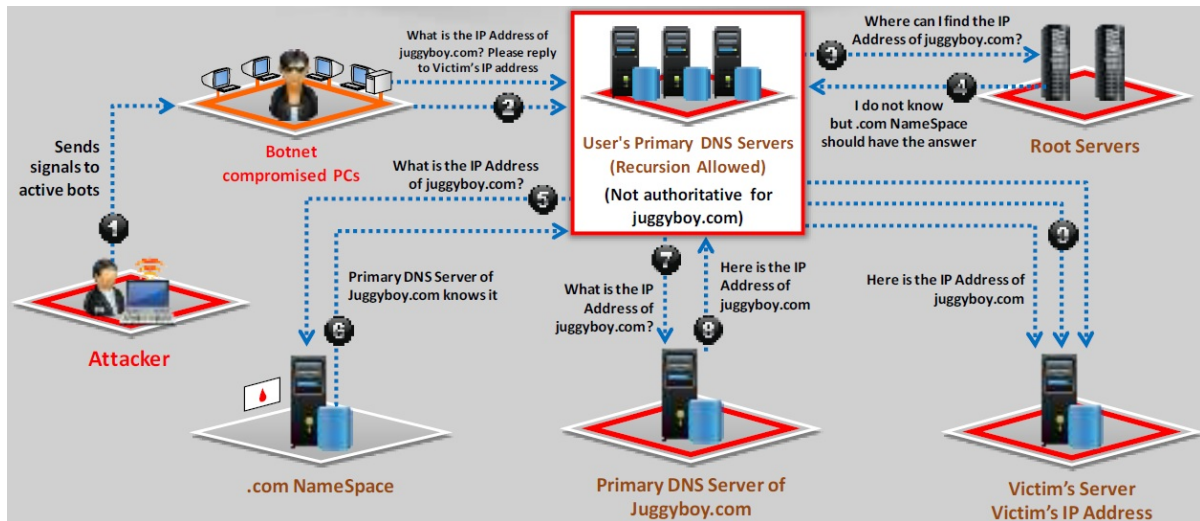 What is the IP Address of
juggyboy.com? Please reply
to Victim's IP address
2
Where can I find the IP
Address of juggyboy.com?
3
4
I do not know
but .com NameSpace
should have the answer
Root Servers
User's Primary DNS Servers
(Recursion Allowed)
(Not authoritative for
juggyboy.com)
Sends
signals to
active bots
1
Botnet
compromised PCs
Attacker
What is the IP Address
of juggyboy.com?
5
Primary DNS Server of
Juggyboy.com knows it
6
.com NameSpace
7
What is the IP
Address of
juggyboy.com?
Here is the IP
Address of
juggyboy.com
Primary DNS Server of
Juggyboy.com
Here is the IP Address of
juggyboy.com
Victim's Server
Victim's IP Address